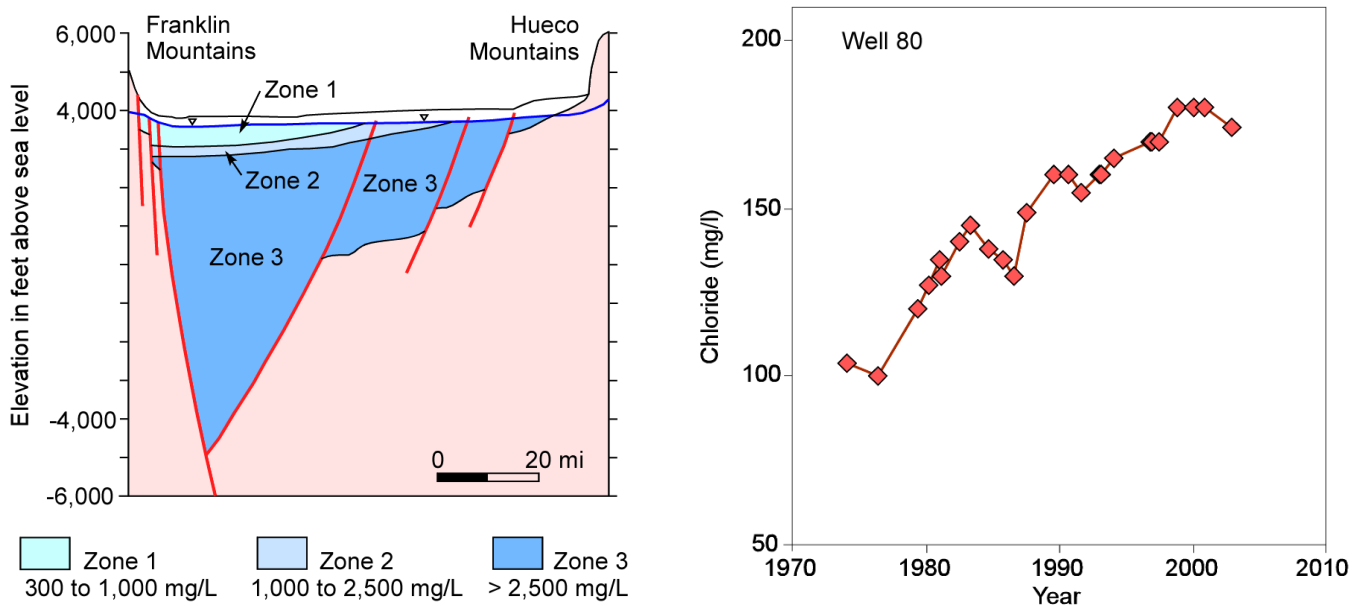 Franklin
Mountains
Hueco
Mountains
6,000
4,000
-4,000
-6,000
Elevation in feet above sea level
Zone 1
Zone 2
Zone 3
Zone 3
0 20 mi
Zone 1
300 to 1,000 mg/L
Zone 2
1,000 to 2,500 mg/L
Zone 3
> 2,500 mg/L
Well 80
200
150
100
50
Chloride (mg/l)
1970 1980 1990 2000 2010
Year